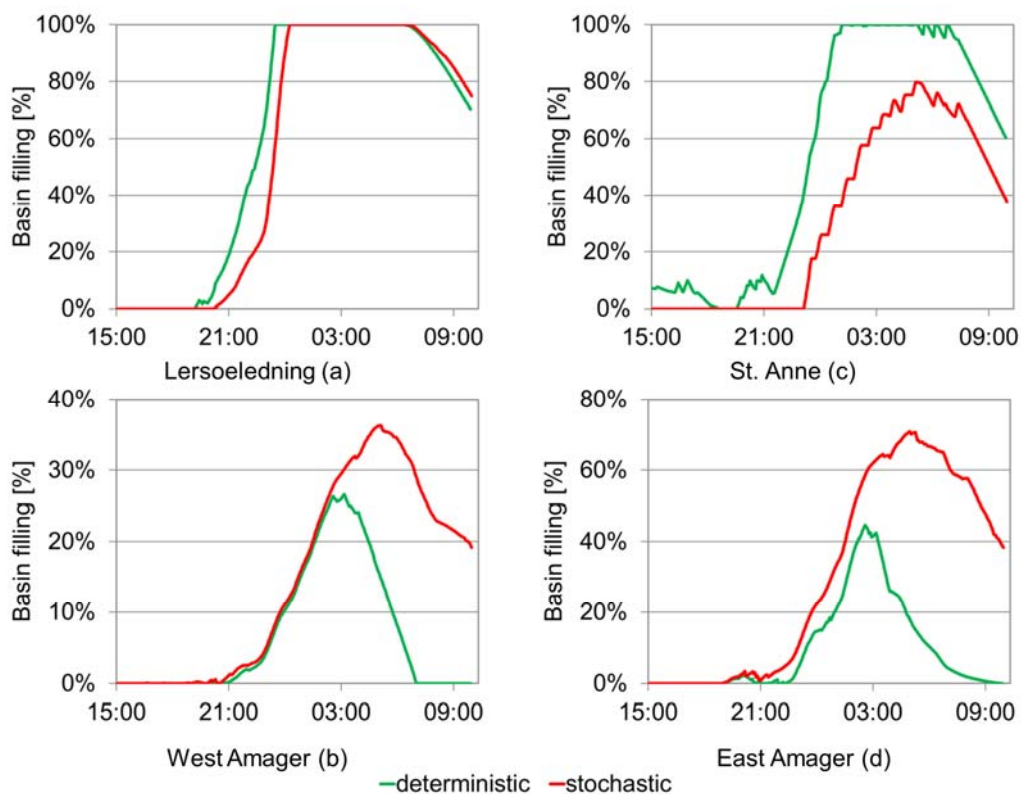 100%
80%
60%
40%
20%
0%
Basin filling [%]
15:00 21:00 03:00 09:00
Lersoeledning (a)
100%
80%
60%
40%
20%
0%
Basin filling [%]
15:00 21:00 03:00 09:00
St. Anne (c)
40%
30%
20%
10%
0%
Basin filling [%]
15:00 21:00 03:00 09:00
West Amager (b)
80%
60%
40%
20%
0%
Basin filling [%]
15:00 21:00 03:00 09:00
East Amager (d)
deterministic stochastic